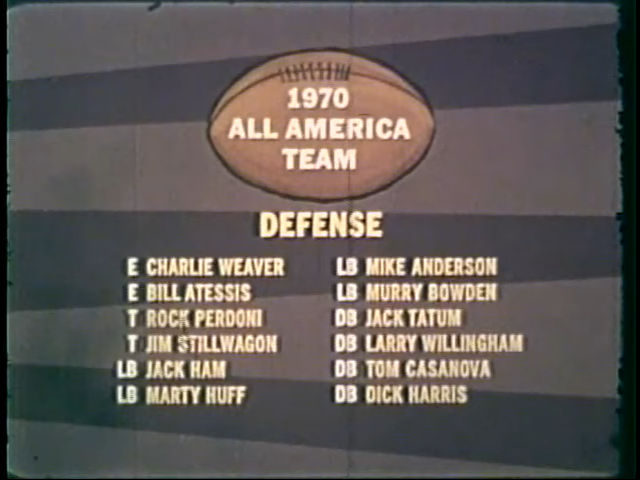 1970
ALL AMERICA
TEAM
DEFENSE
E CHARLIE WEAVER
E BILL ATESSIS
T ROCK PERDONI
T JIM STILLWAGON
LB JACK HAM
LB MARTY HUFF
LB MIKE ANDERSON
LB MURRY BOWDEN
DB JACK TATUM
DB LARRY WILLINGHAM
DB TOM CASANOVA
DB DICK HARRIS